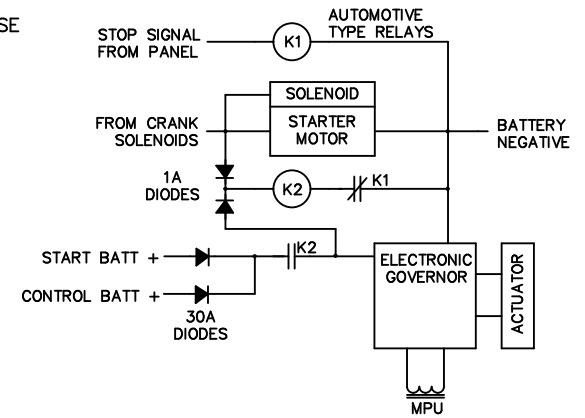 SE
AUTOMOTIVE
TYPE RELAYS
STOP SIGNAL
FROM PANEL
K1
SOLENOID
FROM CRANK
SOLENOIDS
STARTER
MOTOR
BATTERY
NEGATIVE
1A
DIODES
K2
K1
START BATT +
K2
ELECTRONIC
GOVERNOR
ACTUATOR
CONTROL BATT +
30A
DIODES
MPU